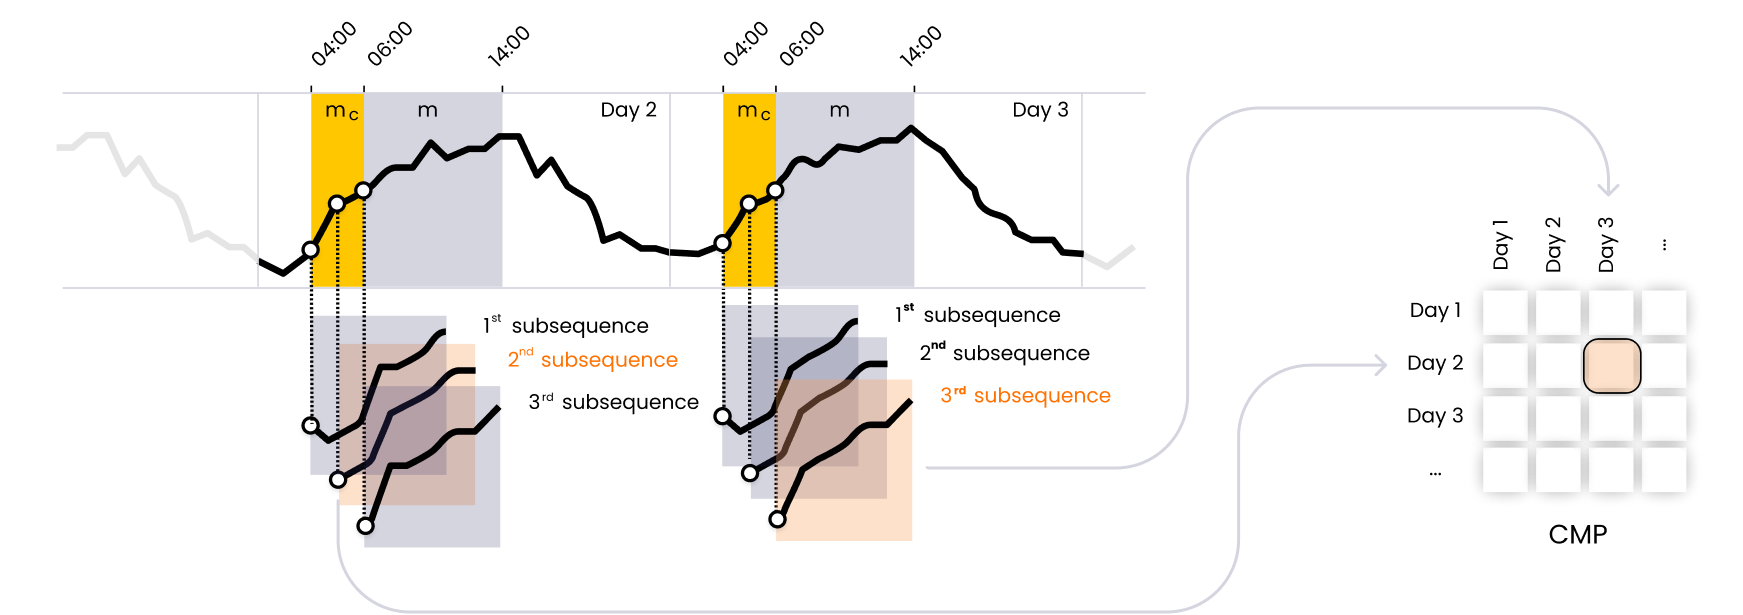 04:00 06:00 14:00 04:00 06:00 14:00
mc m Day 2 mc m Day 3
1st subsequence
2nd subsequence
3rd subsequence
1st subsequence
2nd subsequence
3rd subsequence
Day 1 Day 2 Day 3 ...
Day 1
Day 2
Day 3
...
CMP